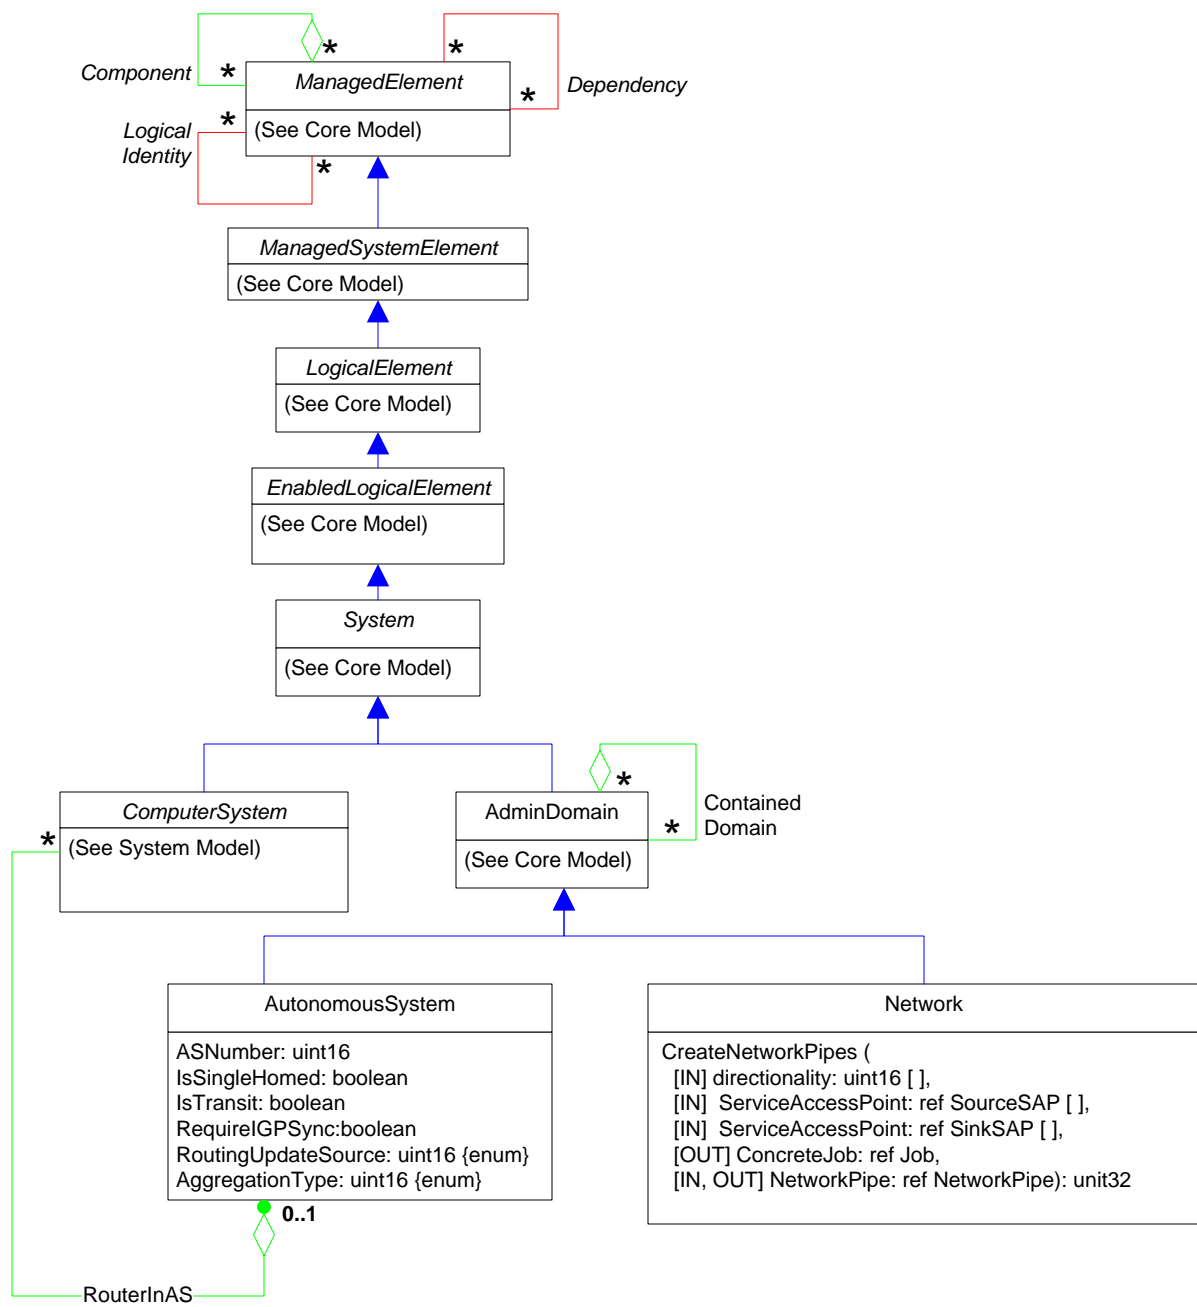 *
*
Component
*
ManagedElement
*
Dependency
*
(See Core Model)
Logical
Identity
*
ManagedSystemElement
(See Core Model)
LogicalElement
(See Core Model)
EnabledLogicalElement
(See Core Model)
System
(See Core Model)
*
Contained
Domain
*
ComputerSystem
(See System Model)
*
AdminDomain
(See Core Model)
AutonomousSystem
ASNumber: uint16
IsSingleHomed: boolean
IsTransit: boolean
RequireIGPSync:boolean
RoutingUpdateSource: uint16 {enum}
AggregationType: uint16 {enum}
0..1
RouterInAS
Network
CreateNetworkPipes (
[IN] directionality: uint16 [ ],
[IN] ServiceAccessPoint: ref SourceSAP [ ],
[IN] ServiceAccessPoint: ref SinkSAP [ ],
[OUT] ConcreteJob: ref Job,
[IN, OUT] NetworkPipe: ref NetworkPipe): unit32